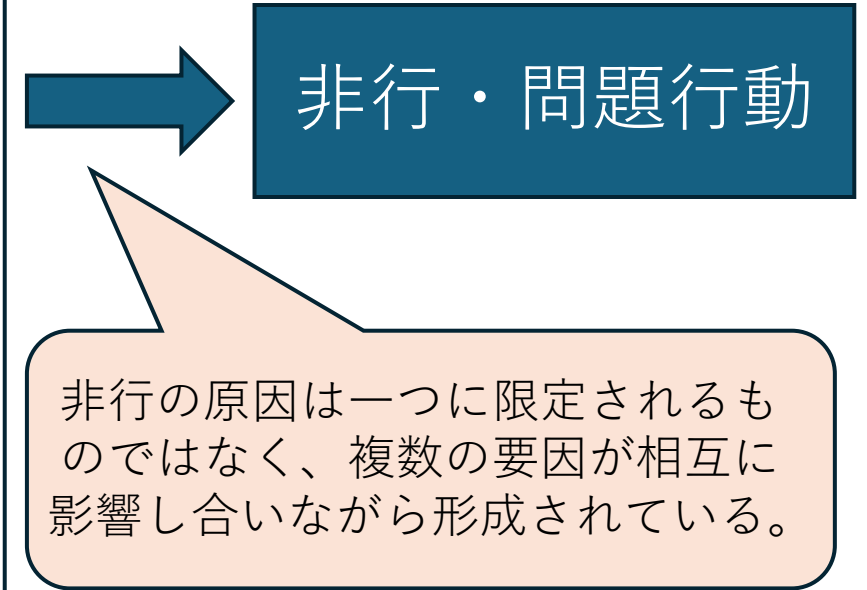 非行・問題行動
非行の原因は一つに限定されるも
のではなく、複数の要因が相互に
影響し合いながら形成されている。